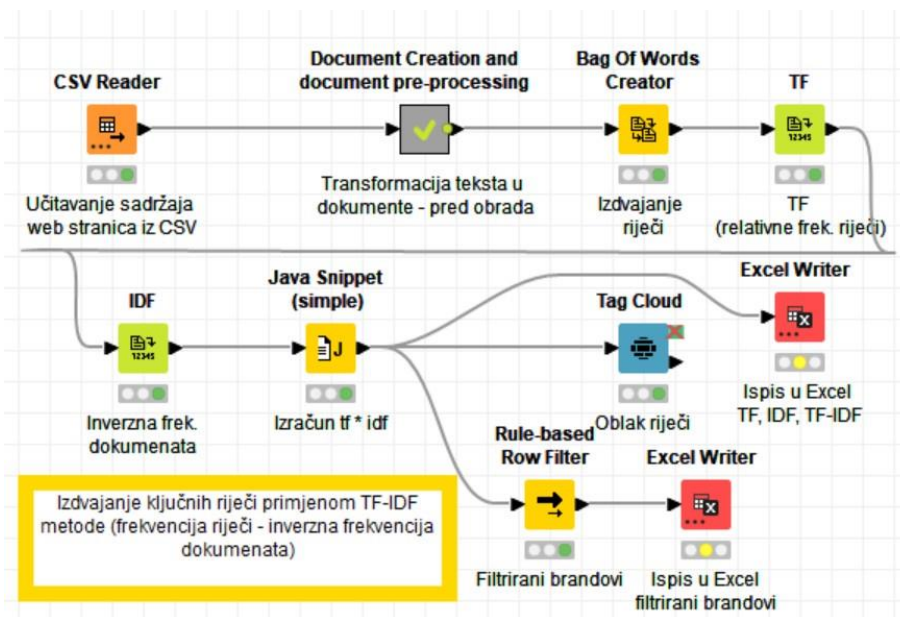 CSV Reader
Učitavanje sadržaja
web stranica iz CSV
Document Creation and
document pre-processing
Transformacija teksta u
dokumente - pred obrada
Bag Of Words
Creator
Izdvajanje
riječi
TF
12345
TF
(relativne frek. riječi)
IDF
12345
Inverzna frek.
dokumenata
Java Snippet
(simple)
J
Izračun tf * idf
Tag Cloud
Oblak riječi
Excel Writer
X
Ispis u Excel
TF, IDF, TF-IDF
Rule-based
Row Filter
Filtrirani brandovi
Excel Writer
X
Ispis u Excel
filtrirani brandovi
Izdvajanje ključnih riječi primjenom TF-IDF
metode (frekvencija riječi - inverzna frekvencija
dokumenata)